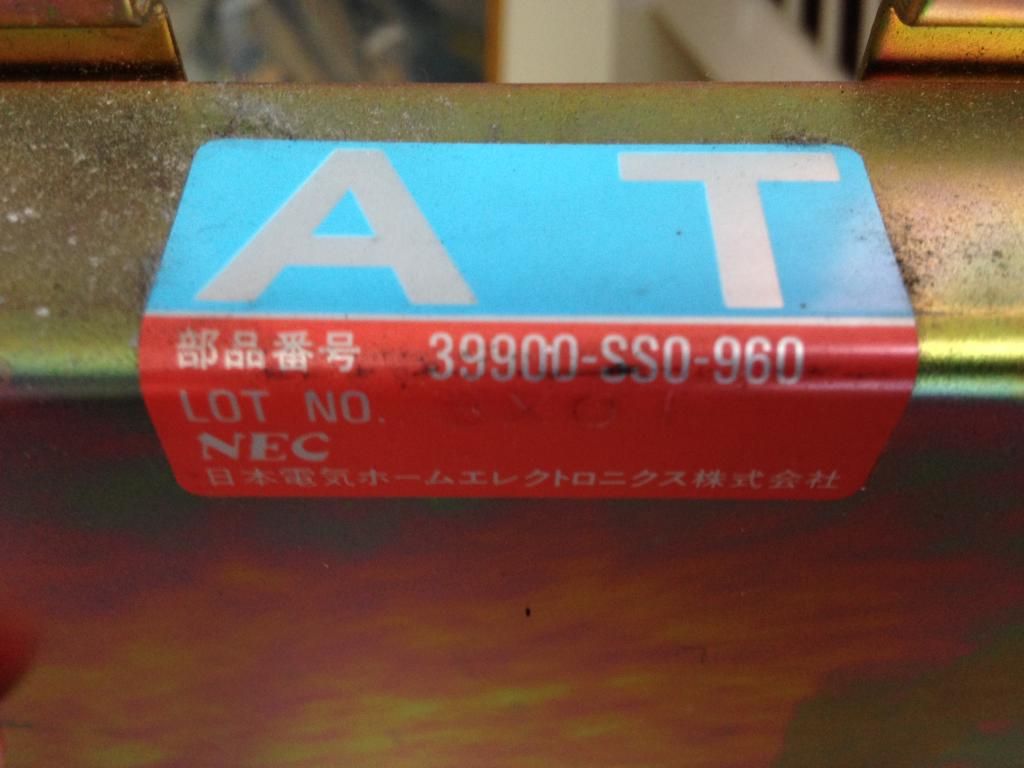 AT
部品番号 39900-SS0-960
LOT NO.
NEC
日本電気ホームエレクトロニクス株式会社